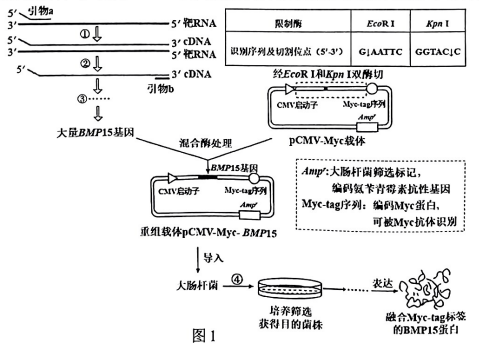 5′ 引物a
3′ 5′靶RNA
①
5′ 3′cDNA
3′ 5′靶RNA
②
5′ 3′cDNA
引物b
③ ……
大量BMP15基因
限制酶 EcoR I Kpn I
识别序列及切割位点（5′-3′） G↓AATTC GGTAC↓C
经EcoR I和Kpn I双酶切
CMV启动子 Myc-tag序列
Ampʳ
pCMV-Myc载体
混合酶处理
BMP15基因
CMV启动子 Myc-tag序列
Ampʳ
重组载体pCMV-Myc-BMP15
Ampʳ:大肠杆菌筛选标记，
编码氨苄青霉素抗性基因
Myc-tag序列：编码Myc蛋白，
可被Myc抗体识别
导入
大肠杆菌 ④
培养筛选
获得目的菌株
表达
融合Myc-tag标签
的BMP15蛋白
图1